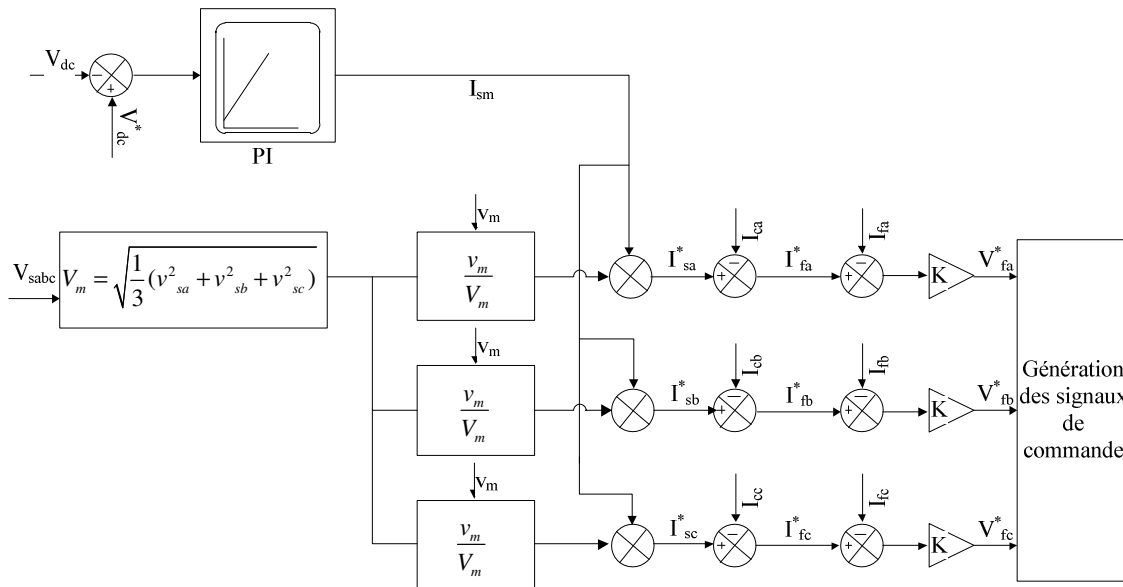 V_dc
−
+
V*_dc
PI
I_sm
V_sabc
V_m = √(1/3 (v²_sa + v²_sb + v²_sc))
v_m
v_m / V_m
I*_sa
I_ca
+
−
I*_fa
I_fa
+
−
K
V*_fa
v_m
v_m / V_m
I*_sb
I_cb
+
−
I*_fb
I_fb
+
−
K
V*_fb
v_m
v_m / V_m
I*_sc
I_cc
+
−
I*_fc
I_fc
+
−
K
V*_fc
Génération
des signaux
de
commande